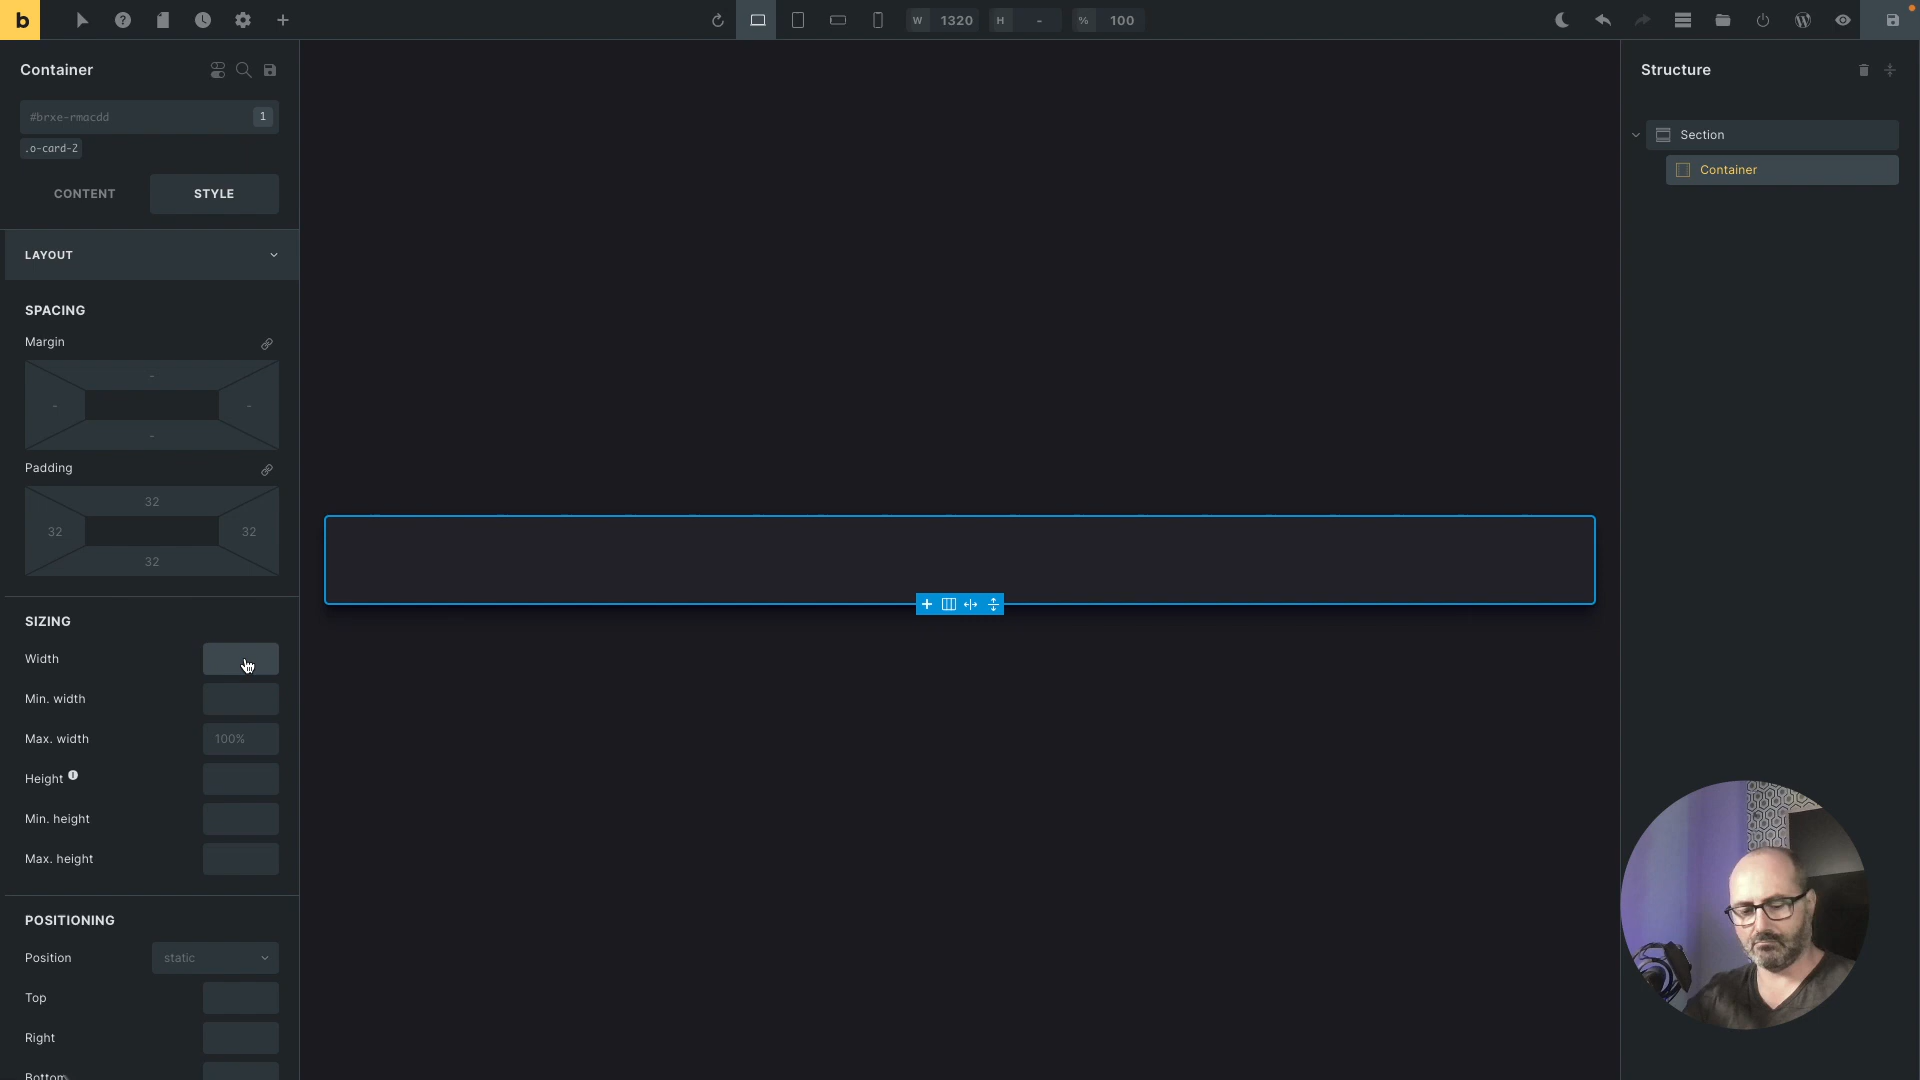 b
W 1320
H -
% 100
Container
#brxe-rmacdd 1
.o-card-2
CONTENT STYLE
LAYOUT
SPACING
Margin
-
- -
-
Padding
32
32 32
32
SIZING
Width
Min. width
Max. width 100%
Height
Min. height
Max. height
POSITIONING
Position static
Top
Right
Bottom
Structure
Section
Container